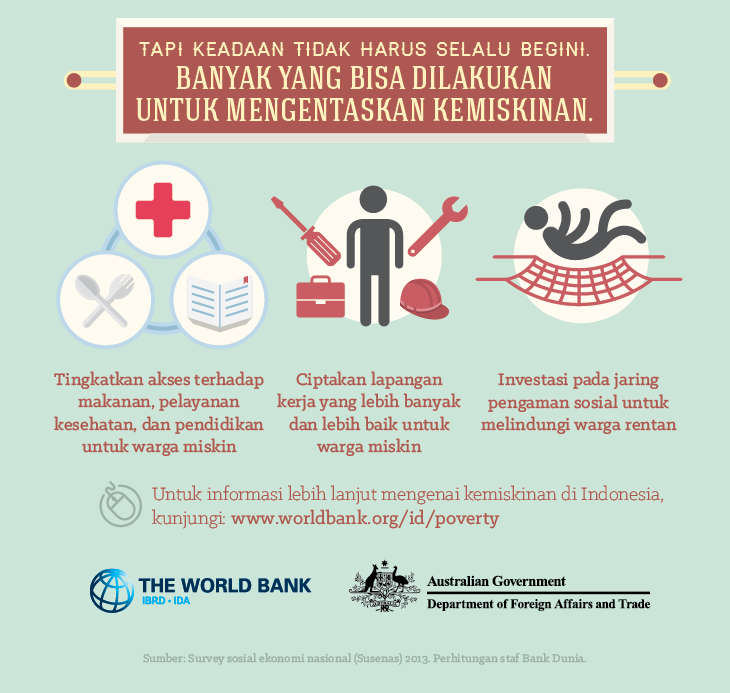 TAPI KEADAAN TIDAK HARUS SELALU BEGINI.
BANYAK YANG BISA DILAKUKAN
UNTUK MENGENTASKAN KEMISKINAN.
Tingkatkan akses terhadap
makanan, pelayanan
kesehatan, dan pendidikan
untuk warga miskin
Ciptakan lapangan
kerja yang lebih banyak
dan lebih baik untuk
warga miskin
Investasi pada jaring
pengaman sosial untuk
melindungi warga rentan
Untuk informasi lebih lanjut mengenai kemiskinan di Indonesia,
kunjungi: www.worldbank.org/id/poverty
THE WORLD BANK
IBRD • IDA
Australian Government
Department of Foreign Affairs and Trade
Sumber: Survey sosial ekonomi nasional (Susenas) 2013. Perhitungan staf Bank Dunia.